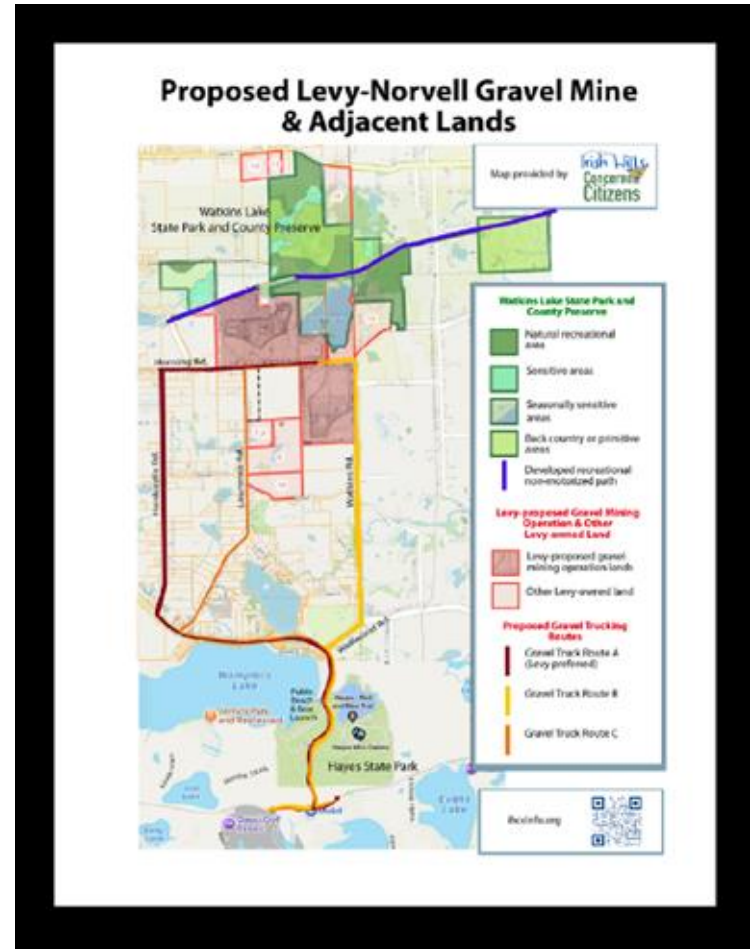 Proposed Levy-Norvell Gravel Mine
& Adjacent Lands
Map provided by
Irish Hills
Concerned
Citizens
Watkins Lake
State Park and County Preserve
Watkins Lake State Park and
County Preserve
Natural recreational
area
Sensitive areas
Seasonally sensitive
areas
Back country or primitive
areas
Developed recreational
non-motorized path
Levy-proposed Gravel Mining
Operation & Other
Levy-owned Land
Levy-proposed gravel
mining operation lands
Other Levy-owned land
Proposed Gravel Trucking
Routes
Gravel Truck Route A
(Levy preferred)
Gravel Truck Route B
Gravel Truck Route C
Watkins Rd.
Wellwood Rd.
Lake
Public
Beach
& Boat
Launch
Hayes State Park
Lake